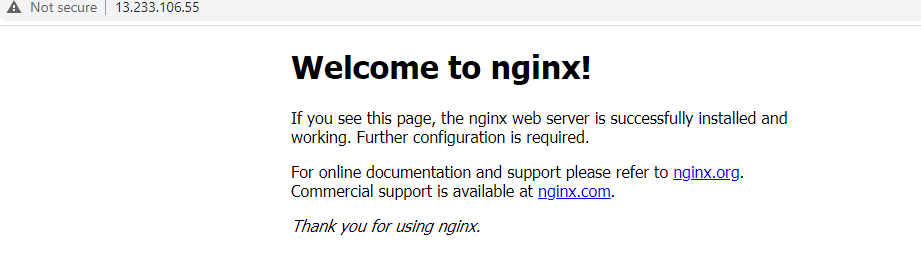 Not secure | 13.233.106.55
Welcome to nginx!
If you see this page, the nginx web server is successfully installed and
working. Further configuration is required.
For online documentation and support please refer to nginx.org.
Commercial support is available at nginx.com.
Thank you for using nginx.